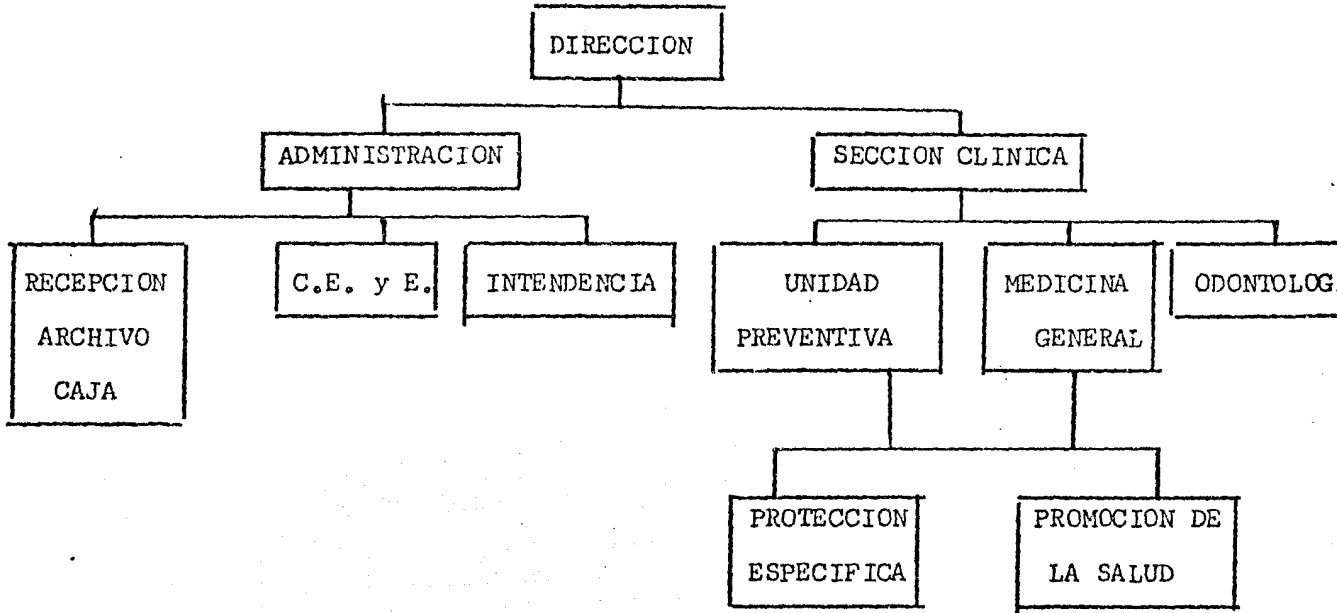 DIRECCION
ADMINISTRACION
SECCION CLINICA
RECEPCION
ARCHIVO
CAJA
C.E. y E.
INTENDENCIA
UNIDAD
PREVENTIVA
MEDICINA
GENERAL
ODONTOLOG
PROTECCION
ESPECIFICA
PROMOCION DE
LA SALUD